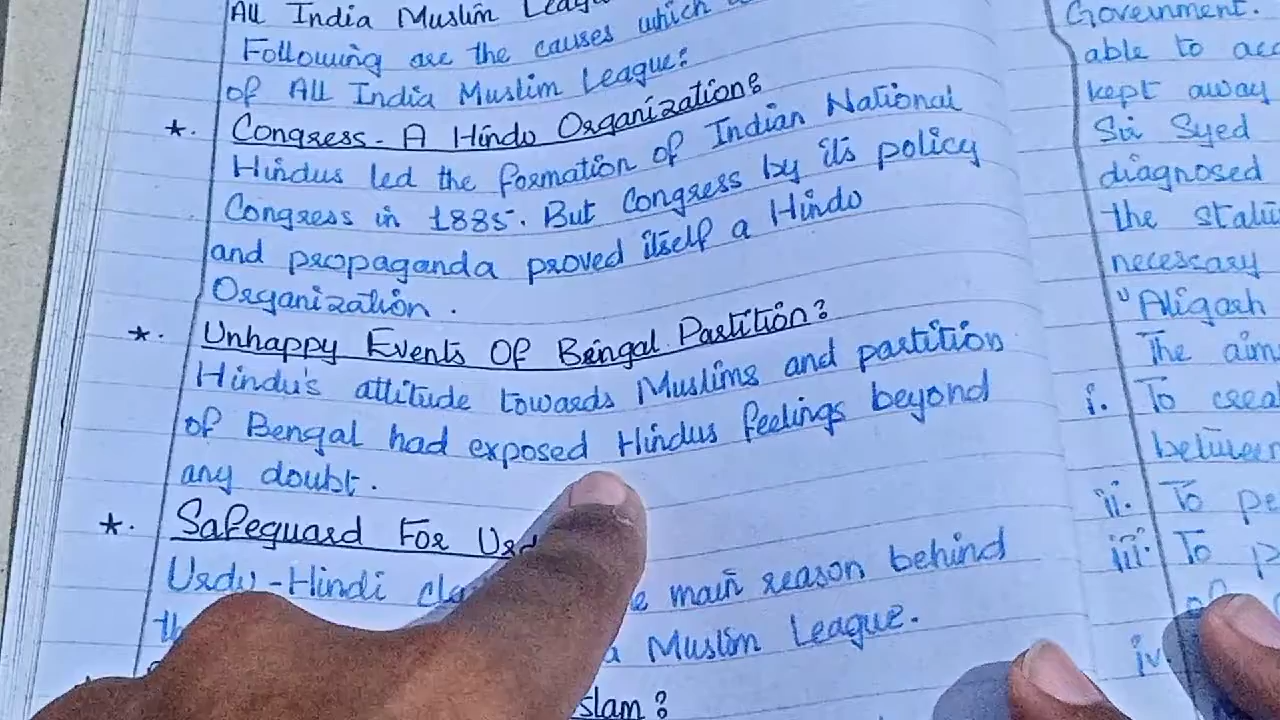 All India Muslim
Following are the causes which
of All India Muslim League:
*. Congress - A Hindu Organization:
Hindus led the formation of Indian National
Congress in 1885. But Congress by its policy
and propaganda proved itself a Hindu
Organization.
*. Unhappy Events Of Bengal Partition:
Hindu's attitude towards Muslims and partition
of Bengal had exposed Hindus feelings beyond
any doubt.
*. Safeguard For
Urdu-Hindi main reason behind
Muslim League.
Government.
able to
kept away
Sir Syed
diagnosed
the
necessary
"Aligarh
The
i. To
ii. To
iii. To
iv.